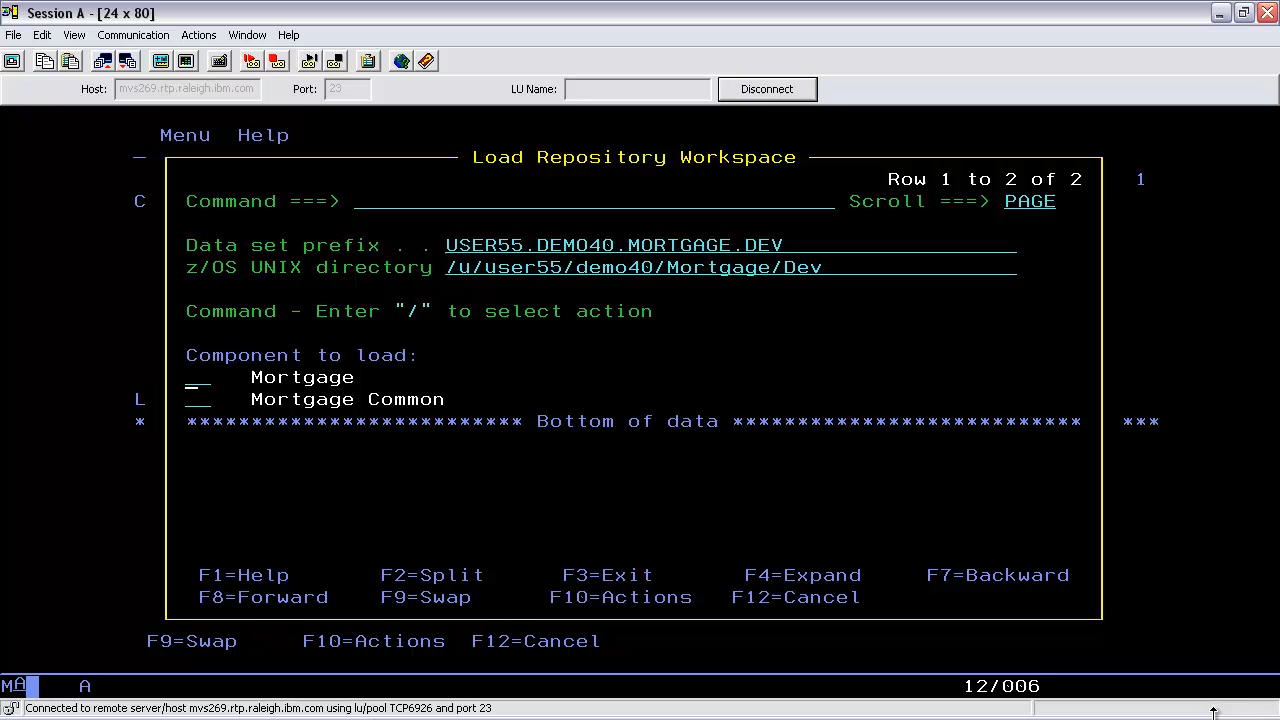 Session A - [24 x 80]
File Edit View Communication Actions Window Help
Host: mvs269.rtp.raleigh.ibm.com Port: 23 LU Name: Disconnect
Menu Help
Load Repository Workspace
Row 1 to 2 of 2 1
C Command ===> Scroll ===> PAGE
Data set prefix . . USER55.DEMO40.MORTGAGE.DEV
z/OS UNIX directory /u/user55/demo40/Mortgage/Dev
Command - Enter "/" to select action
Component to load:
__ Mortgage
L __ Mortgage Common
* ************************** Bottom of data *************************** ***
F1=Help F2=Split F3=Exit F4=Expand F7=Backward
F8=Forward F9=Swap F10=Actions F12=Cancel
F9=Swap F10=Actions F12=Cancel
MA A 12/006
Connected to remote server/host mvs269.rtp.raleigh.ibm.com using lu/pool TCP6926 and port 23